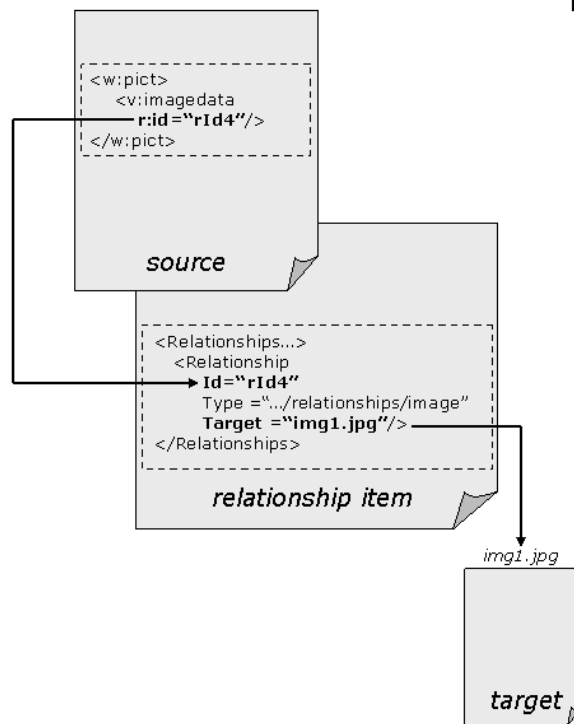 <w:pict>
<v:imagedata
r:id=“rId4”/>
</w:pict>
source
<Relationships...>
<Relationship
Id=“rId4”
Type =“.../relationships/image”
Target =“img1.jpg”/>
</Relationships>
relationship item
img1.jpg
target